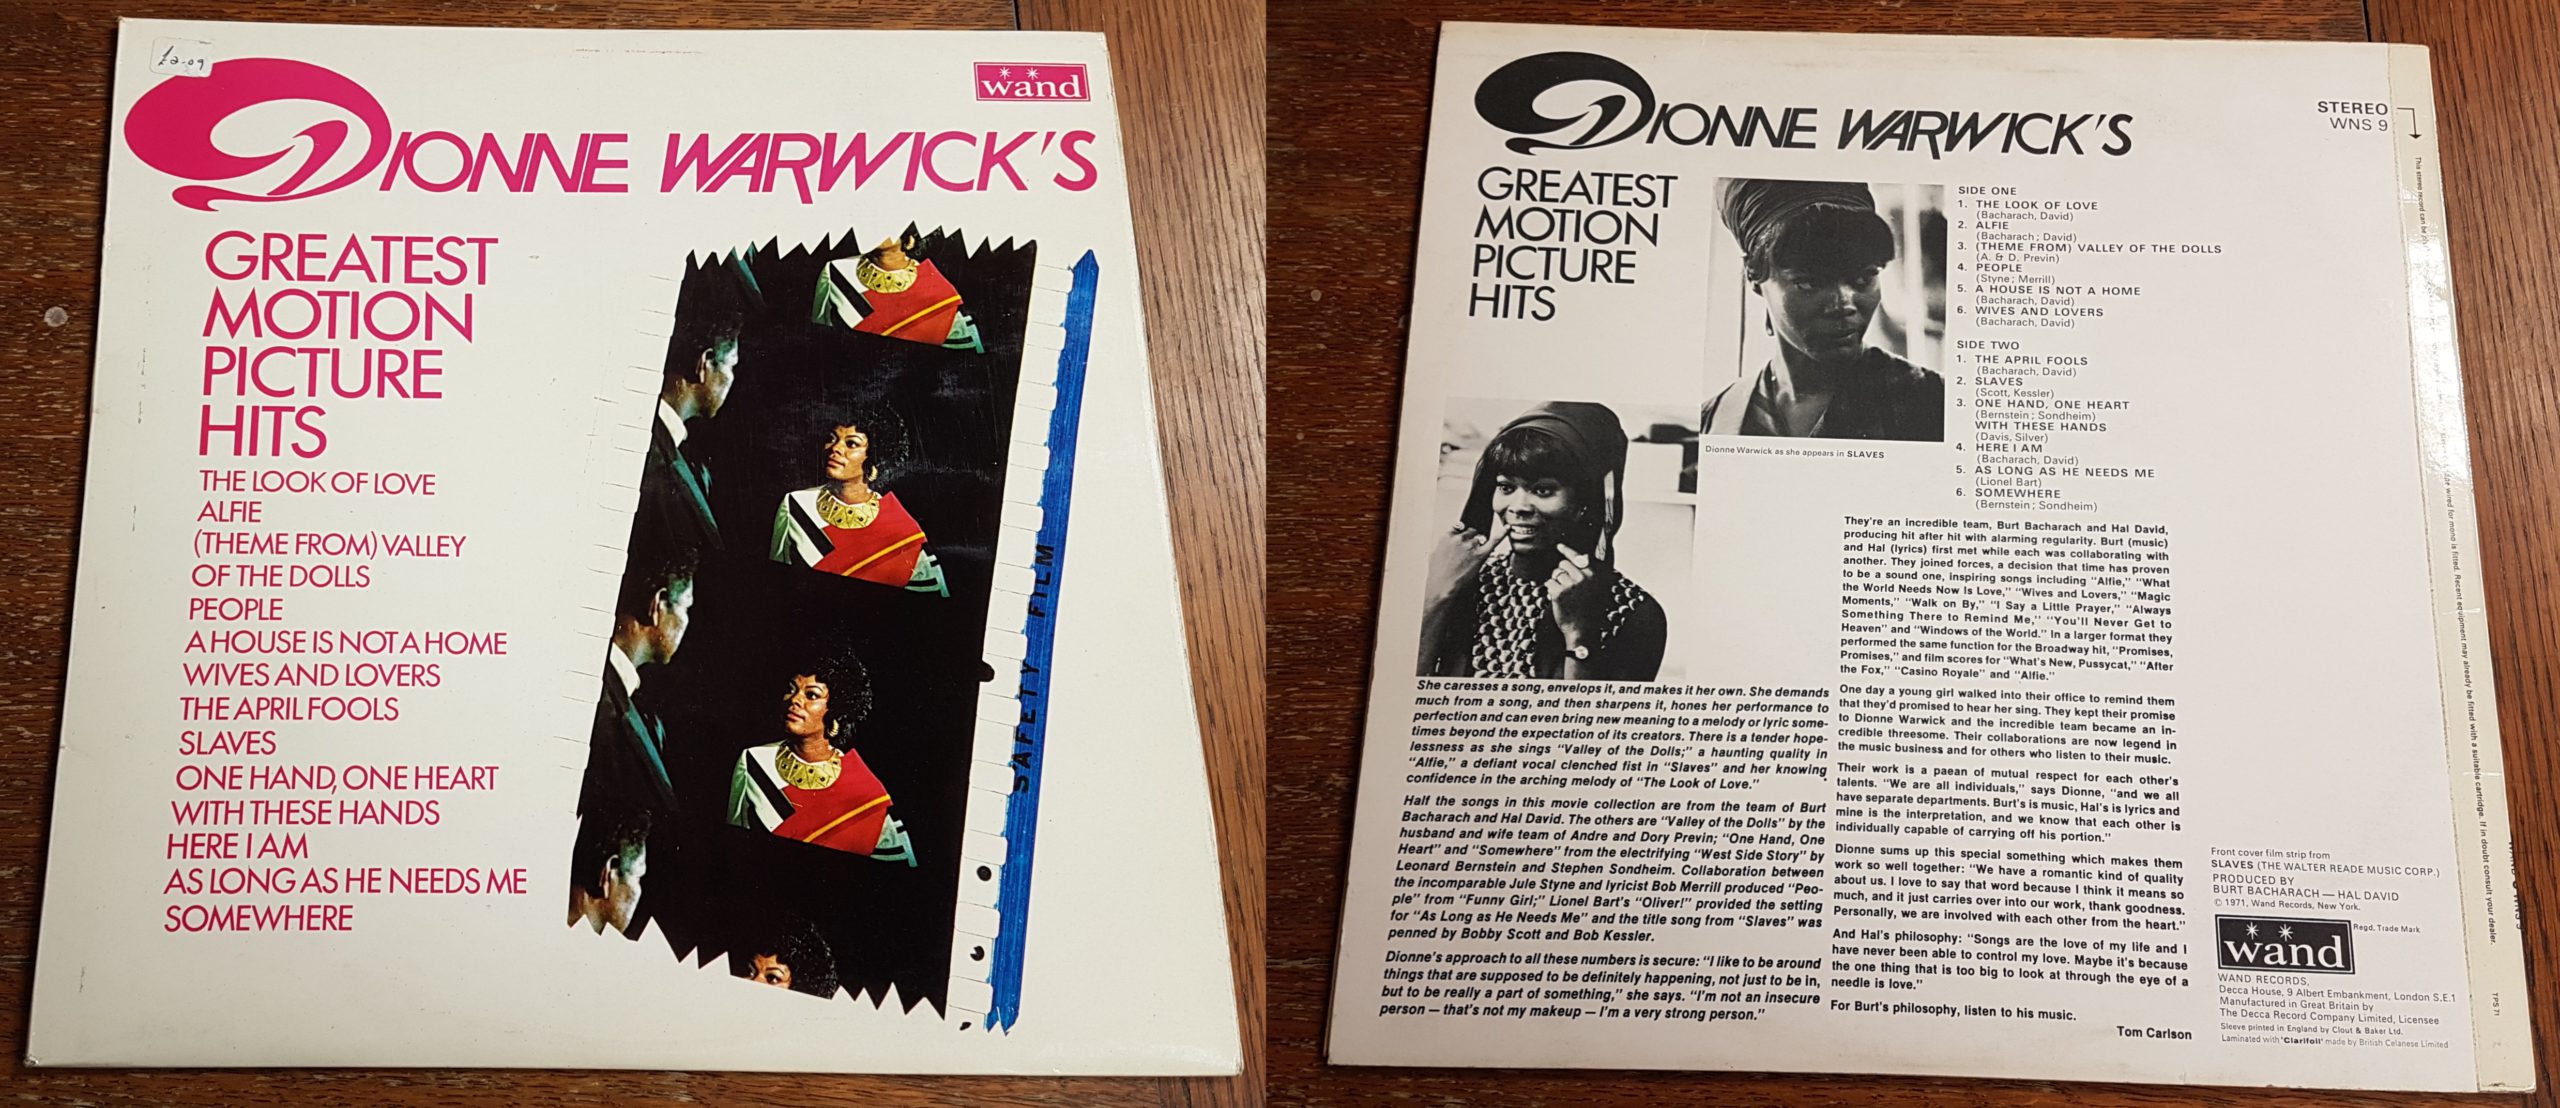 £2-09
wand
DIONNE WARWICK'S
GREATEST
MOTION
PICTURE
HITS
THE LOOK OF LOVE
ALFIE
(THEME FROM) VALLEY
OF THE DOLLS
PEOPLE
A HOUSE IS NOT A HOME
WIVES AND LOVERS
THE APRIL FOOLS
SLAVES
ONE HAND, ONE HEART
WITH THESE HANDS
HERE I AM
AS LONG AS HE NEEDS ME
SOMEWHERE
SAFETY FILM
DIONNE WARWICK'S
GREATEST
MOTION
PICTURE
HITS
STEREO
WNS 9
SIDE ONE
1. THE LOOK OF LOVE
(Bacharach, David)
2. ALFIE
(Bacharach; David)
3. (THEME FROM) VALLEY OF THE DOLLS
(A. & D. Previn)
4. PEOPLE
(Styne; Merrill)
5. A HOUSE IS NOT A HOME
(Bacharach, David)
6. WIVES AND LOVERS
(Bacharach, David)
SIDE TWO
1. THE APRIL FOOLS
(Bacharach, David)
2. SLAVES
(Scott, Kessler)
3. ONE HAND, ONE HEART
(Bernstein; Sondheim)
WITH THESE HANDS
(Davis, Silver)
4. HERE I AM
(Bacharach, David)
5. AS LONG AS HE NEEDS ME
(Lionel Bart)
6. SOMEWHERE
(Bernstein; Sondheim)
Dionne Warwick as she appears in SLAVES
She caresses a song, envelops it, and makes it her own. She demands
much from a song, and then sharpens it, hones her performance to
perfection and can even bring new meaning to a melody or lyric some-
times beyond the expectation of its creators. There is a tender hope-
lessness as she sings "Valley of the Dolls;" a haunting quality in
"Alfie," a defiant vocal clenched fist in "Slaves" and her knowing
confidence in the arching melody of "The Look of Love."
Half the songs in this movie collection are from the team of Burt
Bacharach and Hal David. The others are "Valley of the Dolls" by the
husband and wife team of Andre and Dory Previn; "One Hand, One
Heart" and "Somewhere" from the electrifying "West Side Story" by
Leonard Bernstein and Stephen Sondheim. Collaboration between
the incomparable Jule Styne and lyricist Bob Merrill produced "Peo-
ple" from "Funny Girl;" Lionel Bart's "Oliver!" provided the setting
for "As Long as He Needs Me" and the title song from "Slaves" was
penned by Bobby Scott and Bob Kessler.
Dionne's approach to all these numbers is secure: "I like to be around
things that are supposed to be definitely happening, not just to be in,
but to be really a part of something," she says. "I'm not an insecure
person — that's not my makeup — I'm a very strong person."
They're an incredible team, Burt Bacharach and Hal David,
producing hit after hit with alarming regularity. Burt (music)
and Hal (lyrics) first met while each was collaborating with
another. They joined forces, a decision that time has proven
to be a sound one, inspiring songs including "Alfie," "What
the World Needs Now Is Love," "Wives and Lovers," "Magic
Moments," "Walk on By," "I Say a Little Prayer," "Always
Something There to Remind Me," "You'll Never Get to
Heaven" and "Windows of the World." In a larger format they
performed the same function for the Broadway hit, "Promises,
Promises," and film scores for "What's New, Pussycat," "After
the Fox," "Casino Royale" and "Alfie."
One day a young girl walked into their office to remind them
that they'd promised to hear her sing. They kept their promise
to Dionne Warwick and the incredible team became an in-
credible threesome. Their collaborations are now legend in
the music business and for others who listen to their music.
Their work is a paean of mutual respect for each other's
talents. "We are all individuals," says Dionne, "and we all
have separate departments. Burt's is music, Hal's is lyrics and
mine is the interpretation, and we know that each other is
individually capable of carrying off his portion."
Dionne sums up this special something which makes them
work so well together: "We have a romantic kind of quality
about us. I love to say that word because I think it means so
much, and it just carries over into our work, thank goodness.
Personally, we are involved with each other from the heart."
And Hal's philosophy: "Songs are the love of my life and I
have never been able to control my love. Maybe it's because
the one thing that is too big to look at through the eye of a
needle is love."
For Burt's philosophy, listen to his music.
Tom Carlson
Front cover film strip from
SLAVES (THE WALTER READE MUSIC CORP.)
PRODUCED BY
BURT BACHARACH — HAL DAVID
© 1971, Wand Records, New York.
wand
Regd. Trade Mark
WAND RECORDS,
Decca House, 9 Albert Embankment, London S.E.1
Manufactured in Great Britain by
The Decca Record Company Limited, Licensee
Sleeve printed in England by Clout & Baker Ltd.
Laminated with 'Clarifoil' made by British Celanese Limited
This stereo record can be
wired for mono is fitted. Recent equipment may already be fitted with a suitable cartridge. If in doubt consult your dealer.
TPS 71